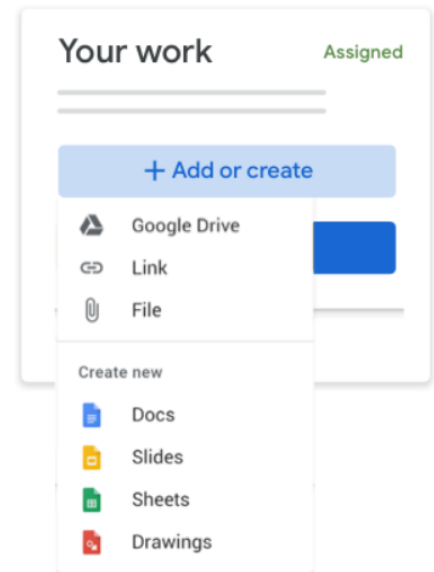 Your work
Assigned
+ Add or create
Google Drive
Link
File
Create new
Docs
Slides
Sheets
Drawings